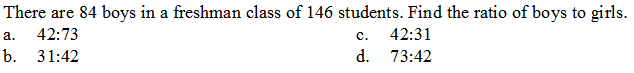 There are 84 boys in a freshman class of 146 students. Find the ratio of boys to girls.
a. 42:73 c. 42:31
b. 31:42 d. 73:42